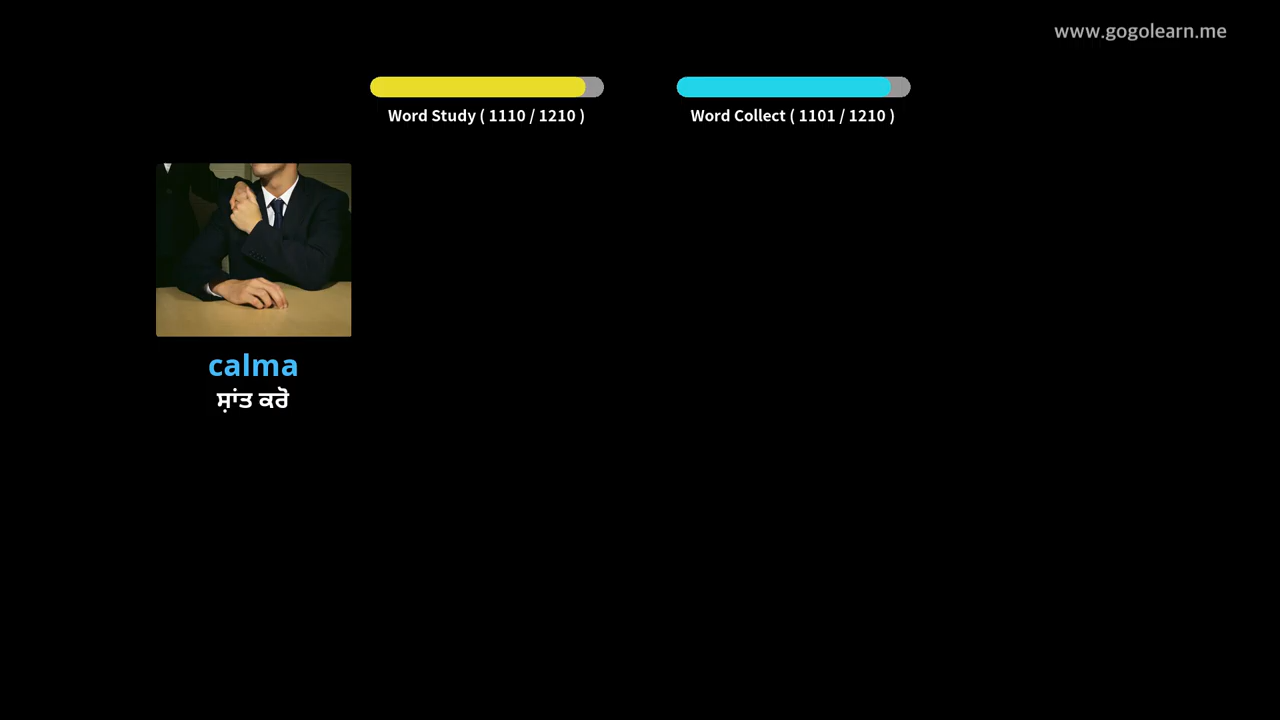 www.gogolearn.me
Word Study ( 1110 / 1210 )
Word Collect ( 1101 / 1210 )
calma
ਸ਼ਾਂਤ ਕਰੋ